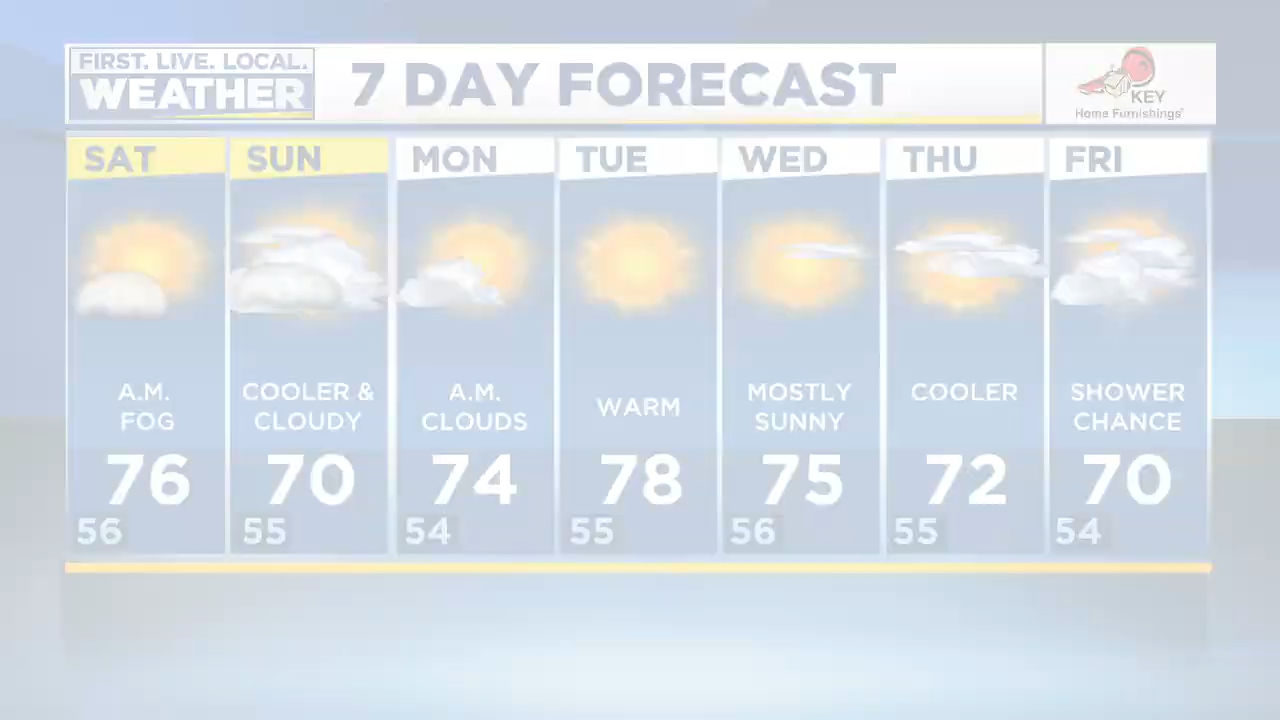 FIRST. LIVE. LOCAL.
WEATHER
7 DAY FORECAST
KEY
Home Furnishings
SAT
SUN
MON
TUE
WED
THU
FRI
A.M.
FOG
COOLER &
CLOUDY
A.M.
CLOUDS
WARM
MOSTLY
SUNNY
COOLER
SHOWER
CHANCE
76
70
74
78
75
72
70
56
55
54
55
56
55
54